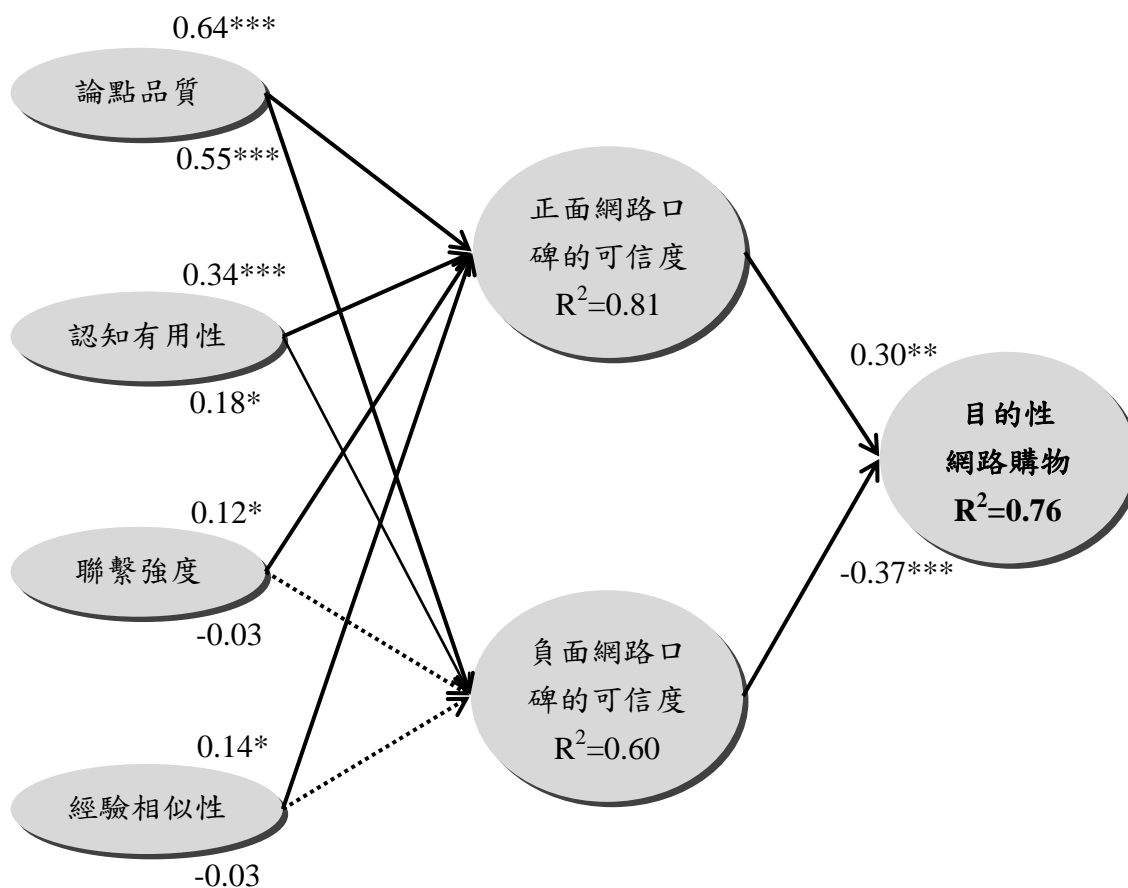 0.64***
論點品質
0.55***
0.34***
認知有用性
0.18*
0.12*
聯繫強度
-0.03
0.14*
經驗相似性
-0.03
正面網路口
碑的可信度
R²=0.81
負面網路口
碑的可信度
R²=0.60
0.30**
目的性
網路購物
R²=0.76
-0.37***